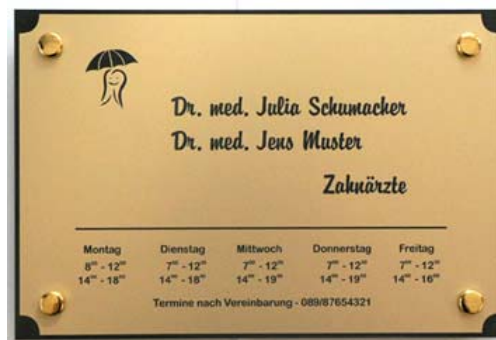 Dr. med. Julia Schumacher
Dr. med. Jens Muster
Zahnärzte
Montag Dienstag Mittwoch Donnerstag Freitag
8⁰⁰ - 12⁰⁰ 7⁰⁰ - 12⁰⁰ 7⁰⁰ - 12⁰⁰ 7⁰⁰ - 12⁰⁰ 7⁰⁰ - 12⁰⁰
14⁰⁰ - 18⁰⁰ 14⁰⁰ - 18⁰⁰ 14⁰⁰ - 19⁰⁰ 14⁰⁰ - 19⁰⁰ 14⁰⁰ - 16⁰⁰
Termine nach Vereinbarung - 089/87654321